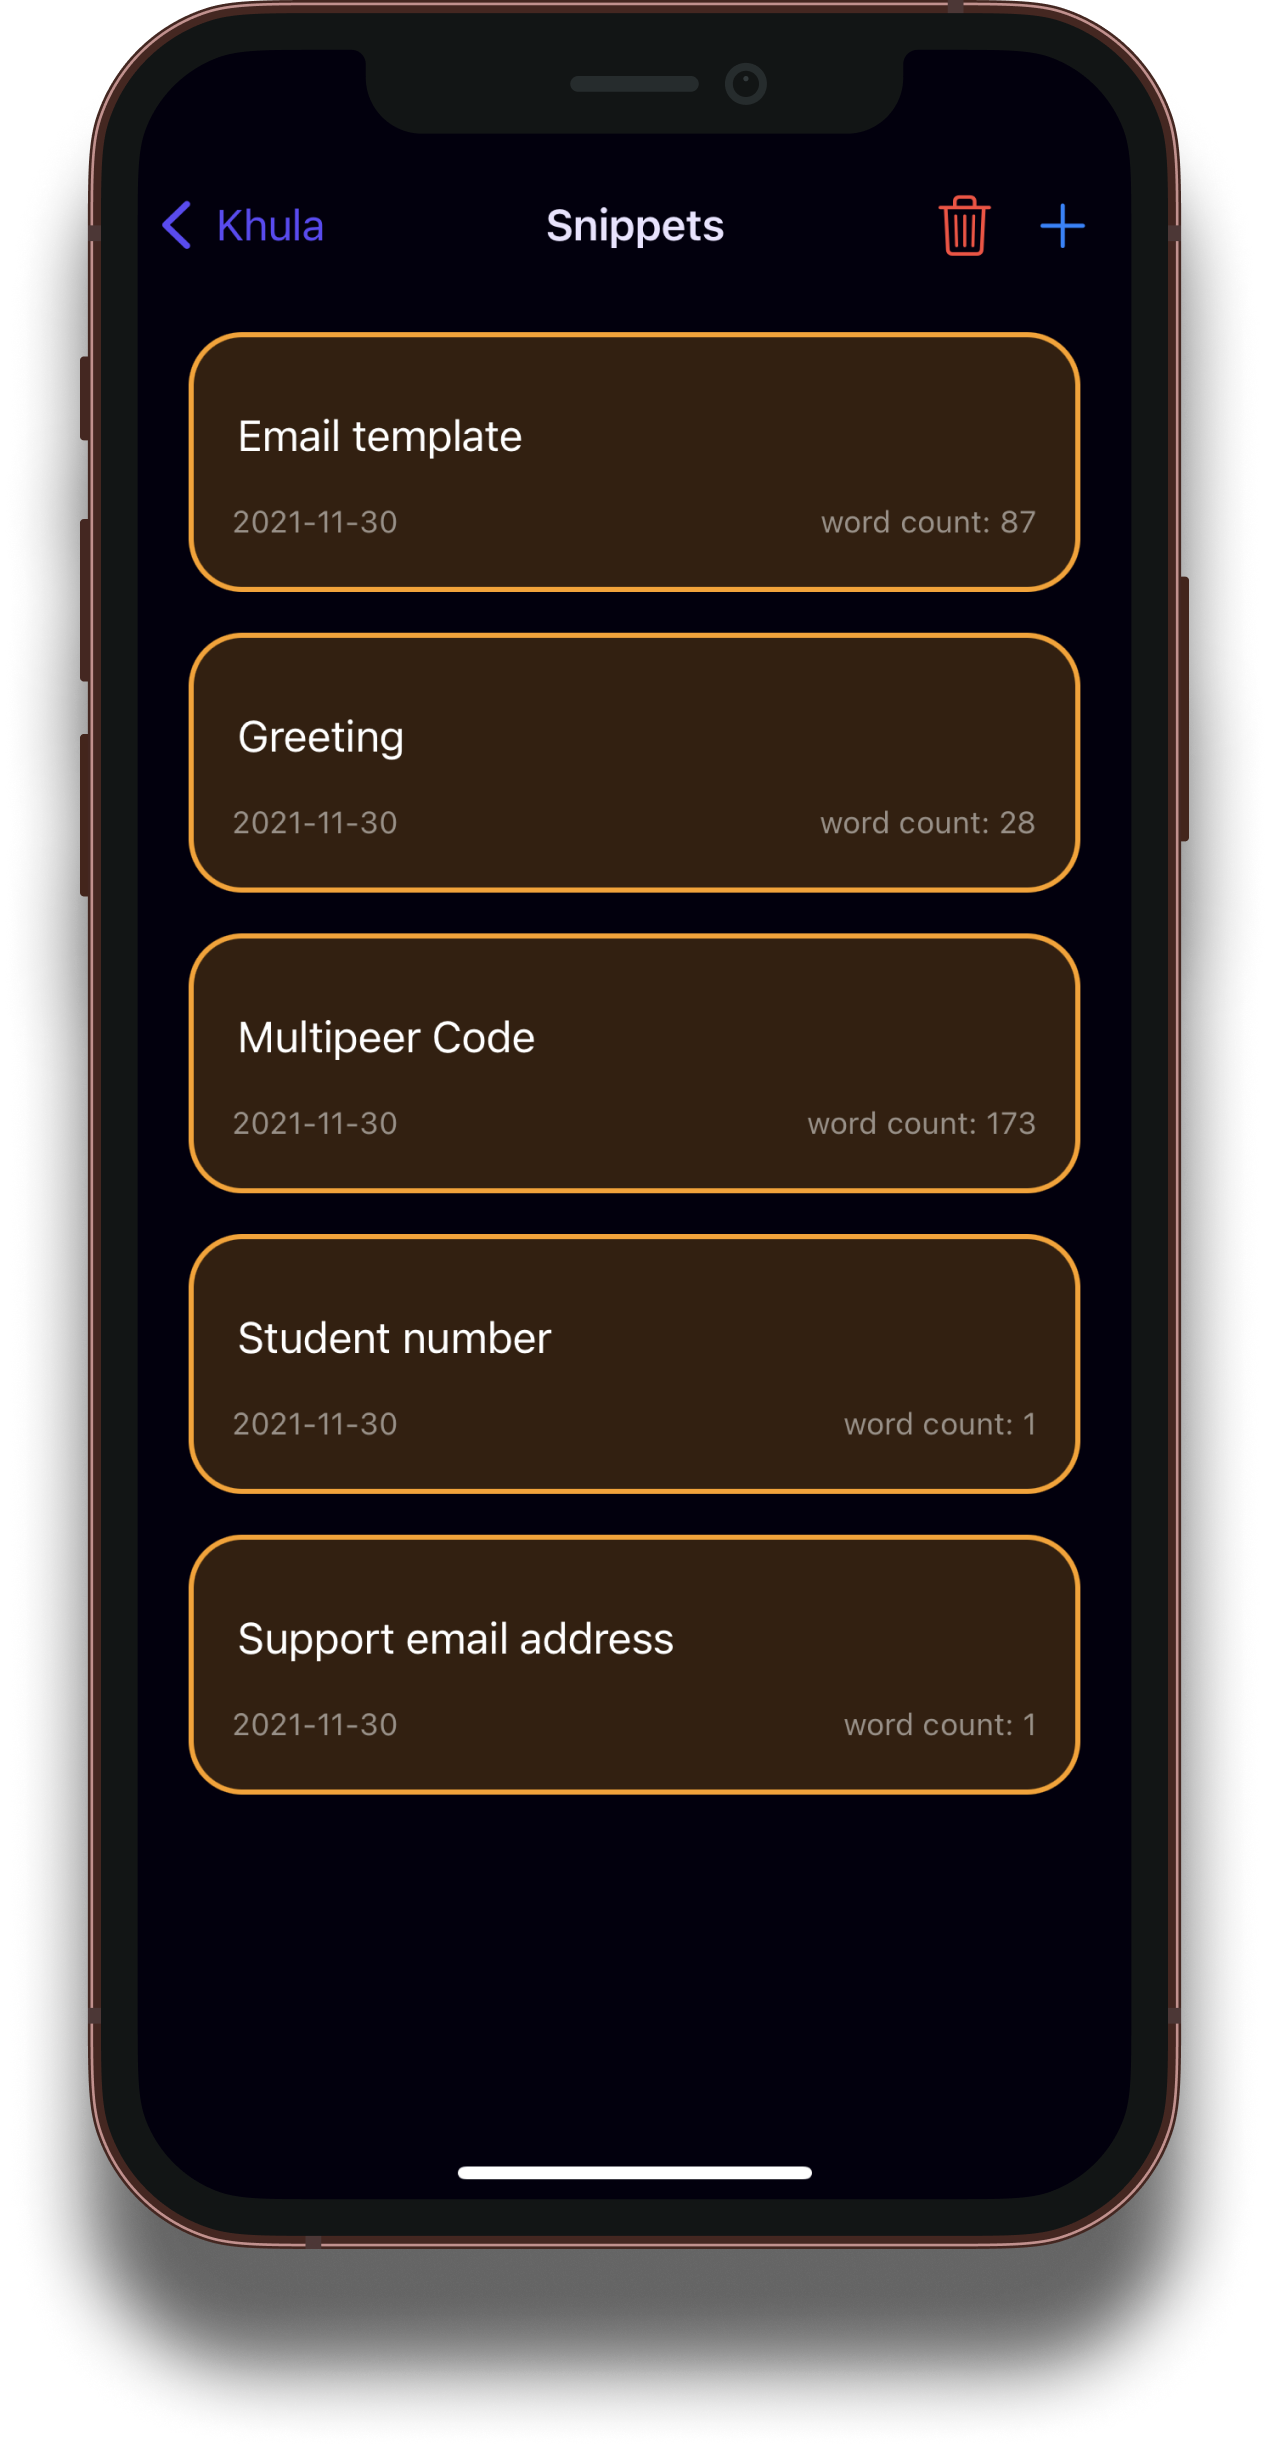 Khula Snippets
Email template
2021-11-30 word count: 87
Greeting
2021-11-30 word count: 28
Multipeer Code
2021-11-30 word count: 173
Student number
2021-11-30 word count: 1
Support email address
2021-11-30 word count: 1